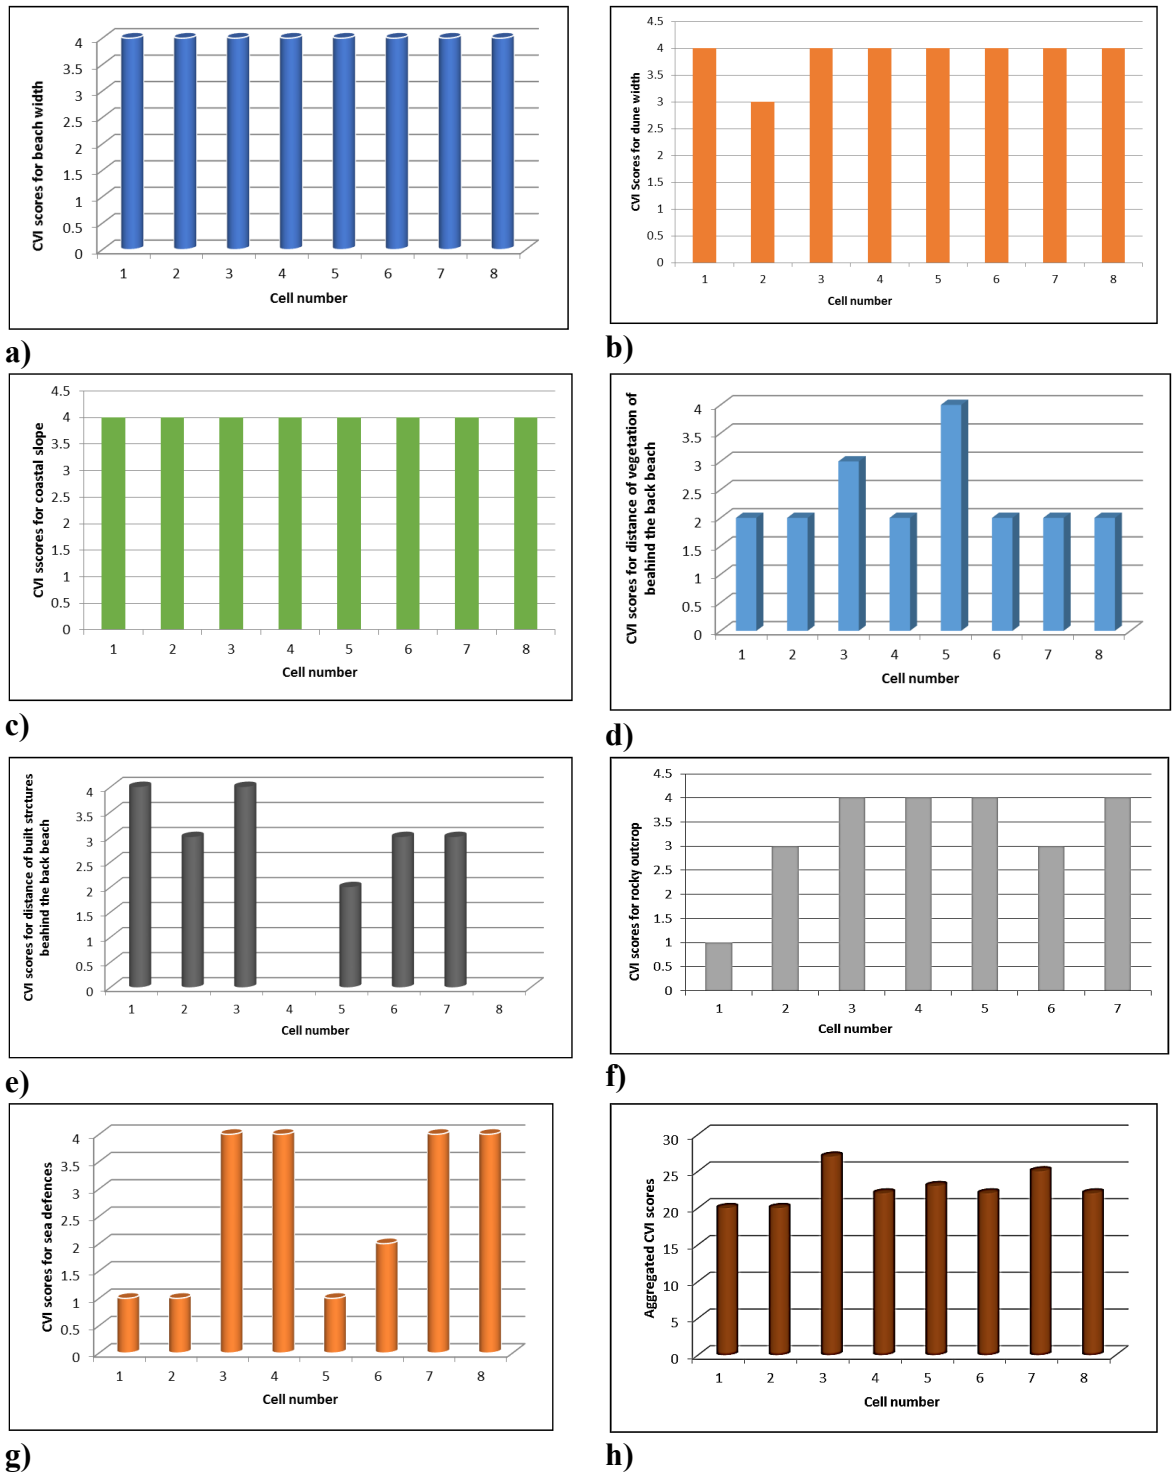 CVI scores for beach width
4
3.5
3
2.5
2
1.5
1
0.5
0
1 2 3 4 5 6 7 8
Cell number
a)
CVI Scores for dune width
4.5
4
3.5
3
2.5
2
1.5
1
0.5
0
1 2 3 4 5 6 7 8
Cell number
b)
CVI sscores for coastal slope
4.5
4
3.5
3
2.5
2
1.5
1
0.5
0
1 2 3 4 5 6 7 8
Cell number
c)
CVI scores for distance of vegetation of
beahind the back beach
4
3.5
3
2.5
2
1.5
1
0.5
0
1 2 3 4 5 6 7 8
Cell number
d)
CVI scores for distance of built strctures
beahind the back beach
4
3.5
3
2.5
2
1.5
1
0.5
0
1 2 3 4 5 6 7 8
Cell number
e)
CVI scores for rocky outcrop
4.5
4
3.5
3
2.5
2
1.5
1
0.5
0
1 2 3 4 5 6 7
Cell number
f)
CVI scores for sea defences
4
3.5
3
2.5
2
1.5
1
0.5
0
1 2 3 4 5 6 7 8
Cell number
g)
Aggregated CVI scores
30
25
20
15
10
5
0
1 2 3 4 5 6 7 8
Cell number
h)